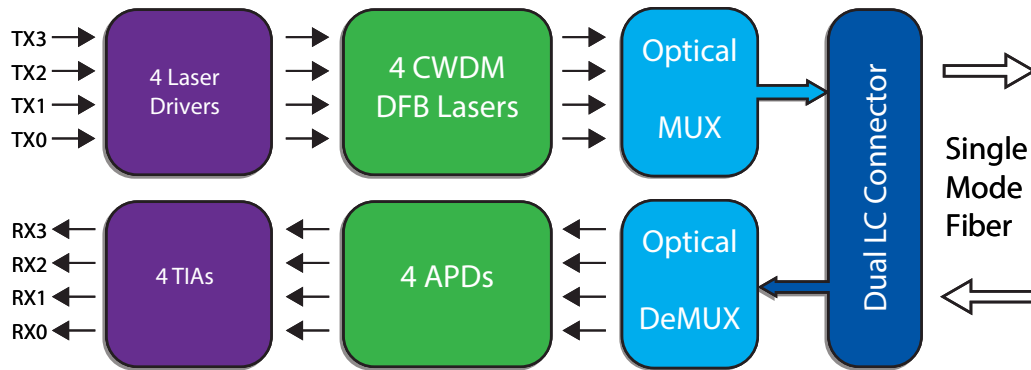 TX3
TX2
TX1
TX0
4 Laser
Drivers
4 CWDM
DFB Lasers
Optical
MUX
Dual LC Connector
Single
Mode
Fiber
RX3
RX2
RX1
RX0
4 TIAs
4 APDs
Optical
DeMUX